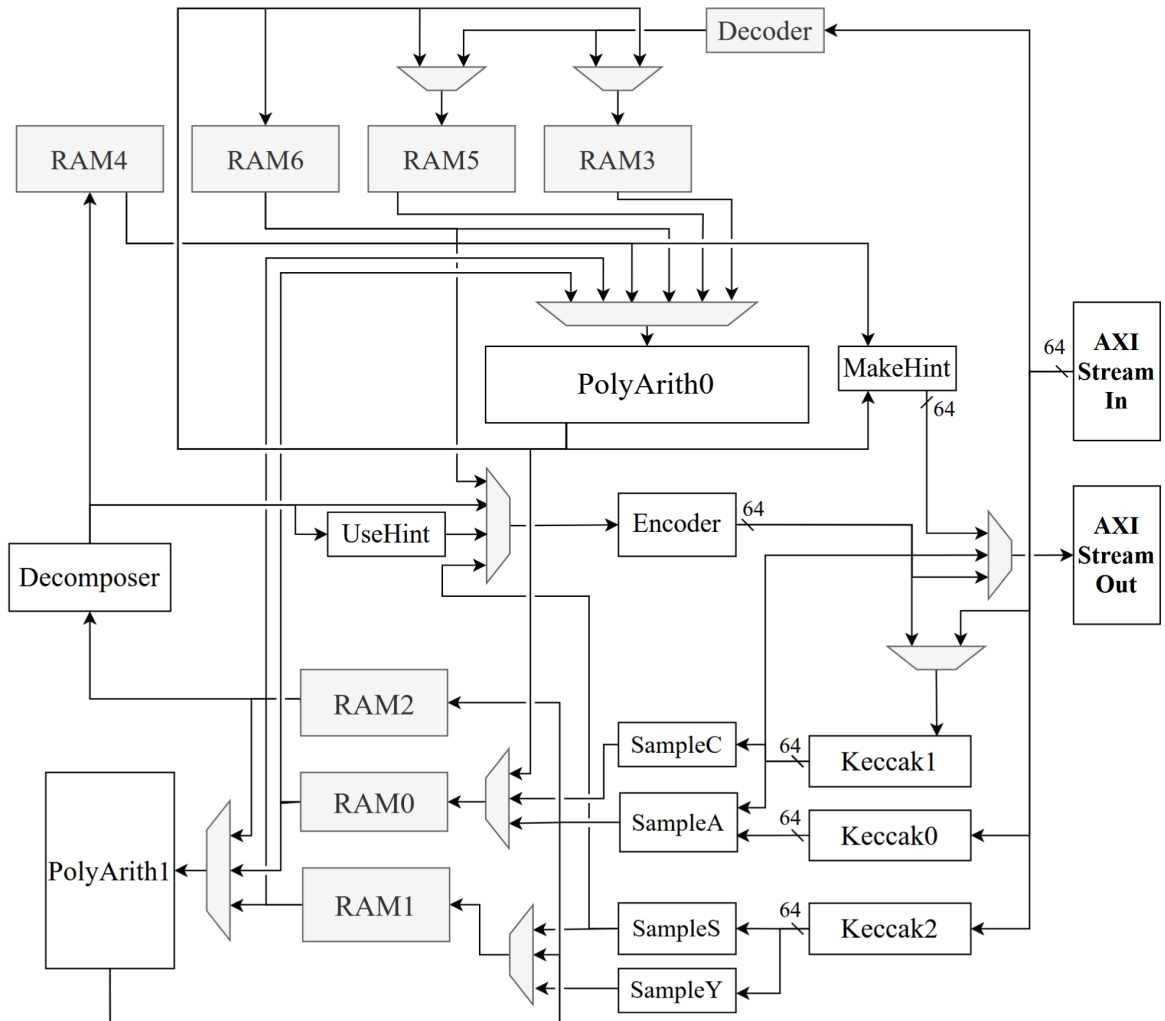 Decoder
RAM4
RAM6
RAM5
RAM3
64
AXI
Stream
In
PolyArith0
MakeHint
64
UseHint
Encoder
64
AXI
Stream
Out
Decomposer
RAM2
SampleC
64
Keccak1
RAM0
SampleA
64
Keccak0
PolyArith1
RAM1
SampleS
64
Keccak2
SampleY